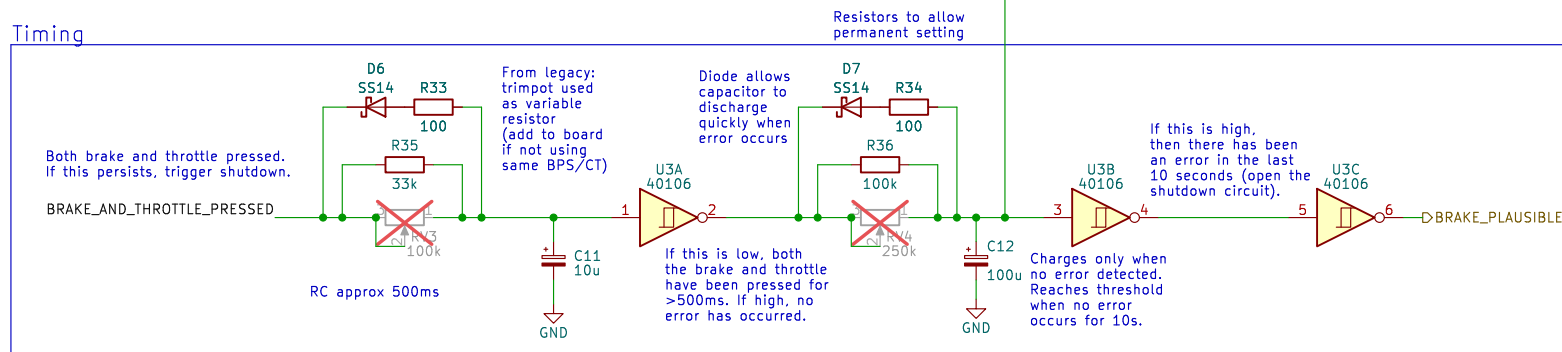 Resistors to allow
permanent setting
Timing
D6
SS14
R33
100
From legacy:
trimpot used
as variable
resistor
(add to board
if not using
same BPS/CT)
Diode allows
capacitor to
discharge
quickly when
error occurs
D7
SS14
R34
100
Both brake and throttle pressed.
If this persists, trigger shutdown.
R35
33k
R36
100k
If this is high,
then there has been
an error in the last
10 seconds (open the
shutdown circuit).
BRAKE_AND_THROTTLE_PRESSED
3
1
2
RV3
100k
U3A
40106
1
2
3
1
2
RV4
250k
U3B
40106
3
4
U3C
40106
5
6
BRAKE_PLAUSIBLE
RC approx 500ms
+
C11
10u
GND
If this is low, both
the brake and throttle
have been pressed for
>500ms. If high, no
error has occurred.
+
C12
100u
GND
Charges only when
no error detected.
Reaches threshold
when no error
occurs for 10s.